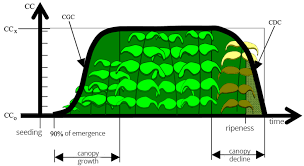 CC
CCx
CGC
CDC
CCo
time
seeding
90% of emergence
ripeness
canopy
growth
canopy
decline